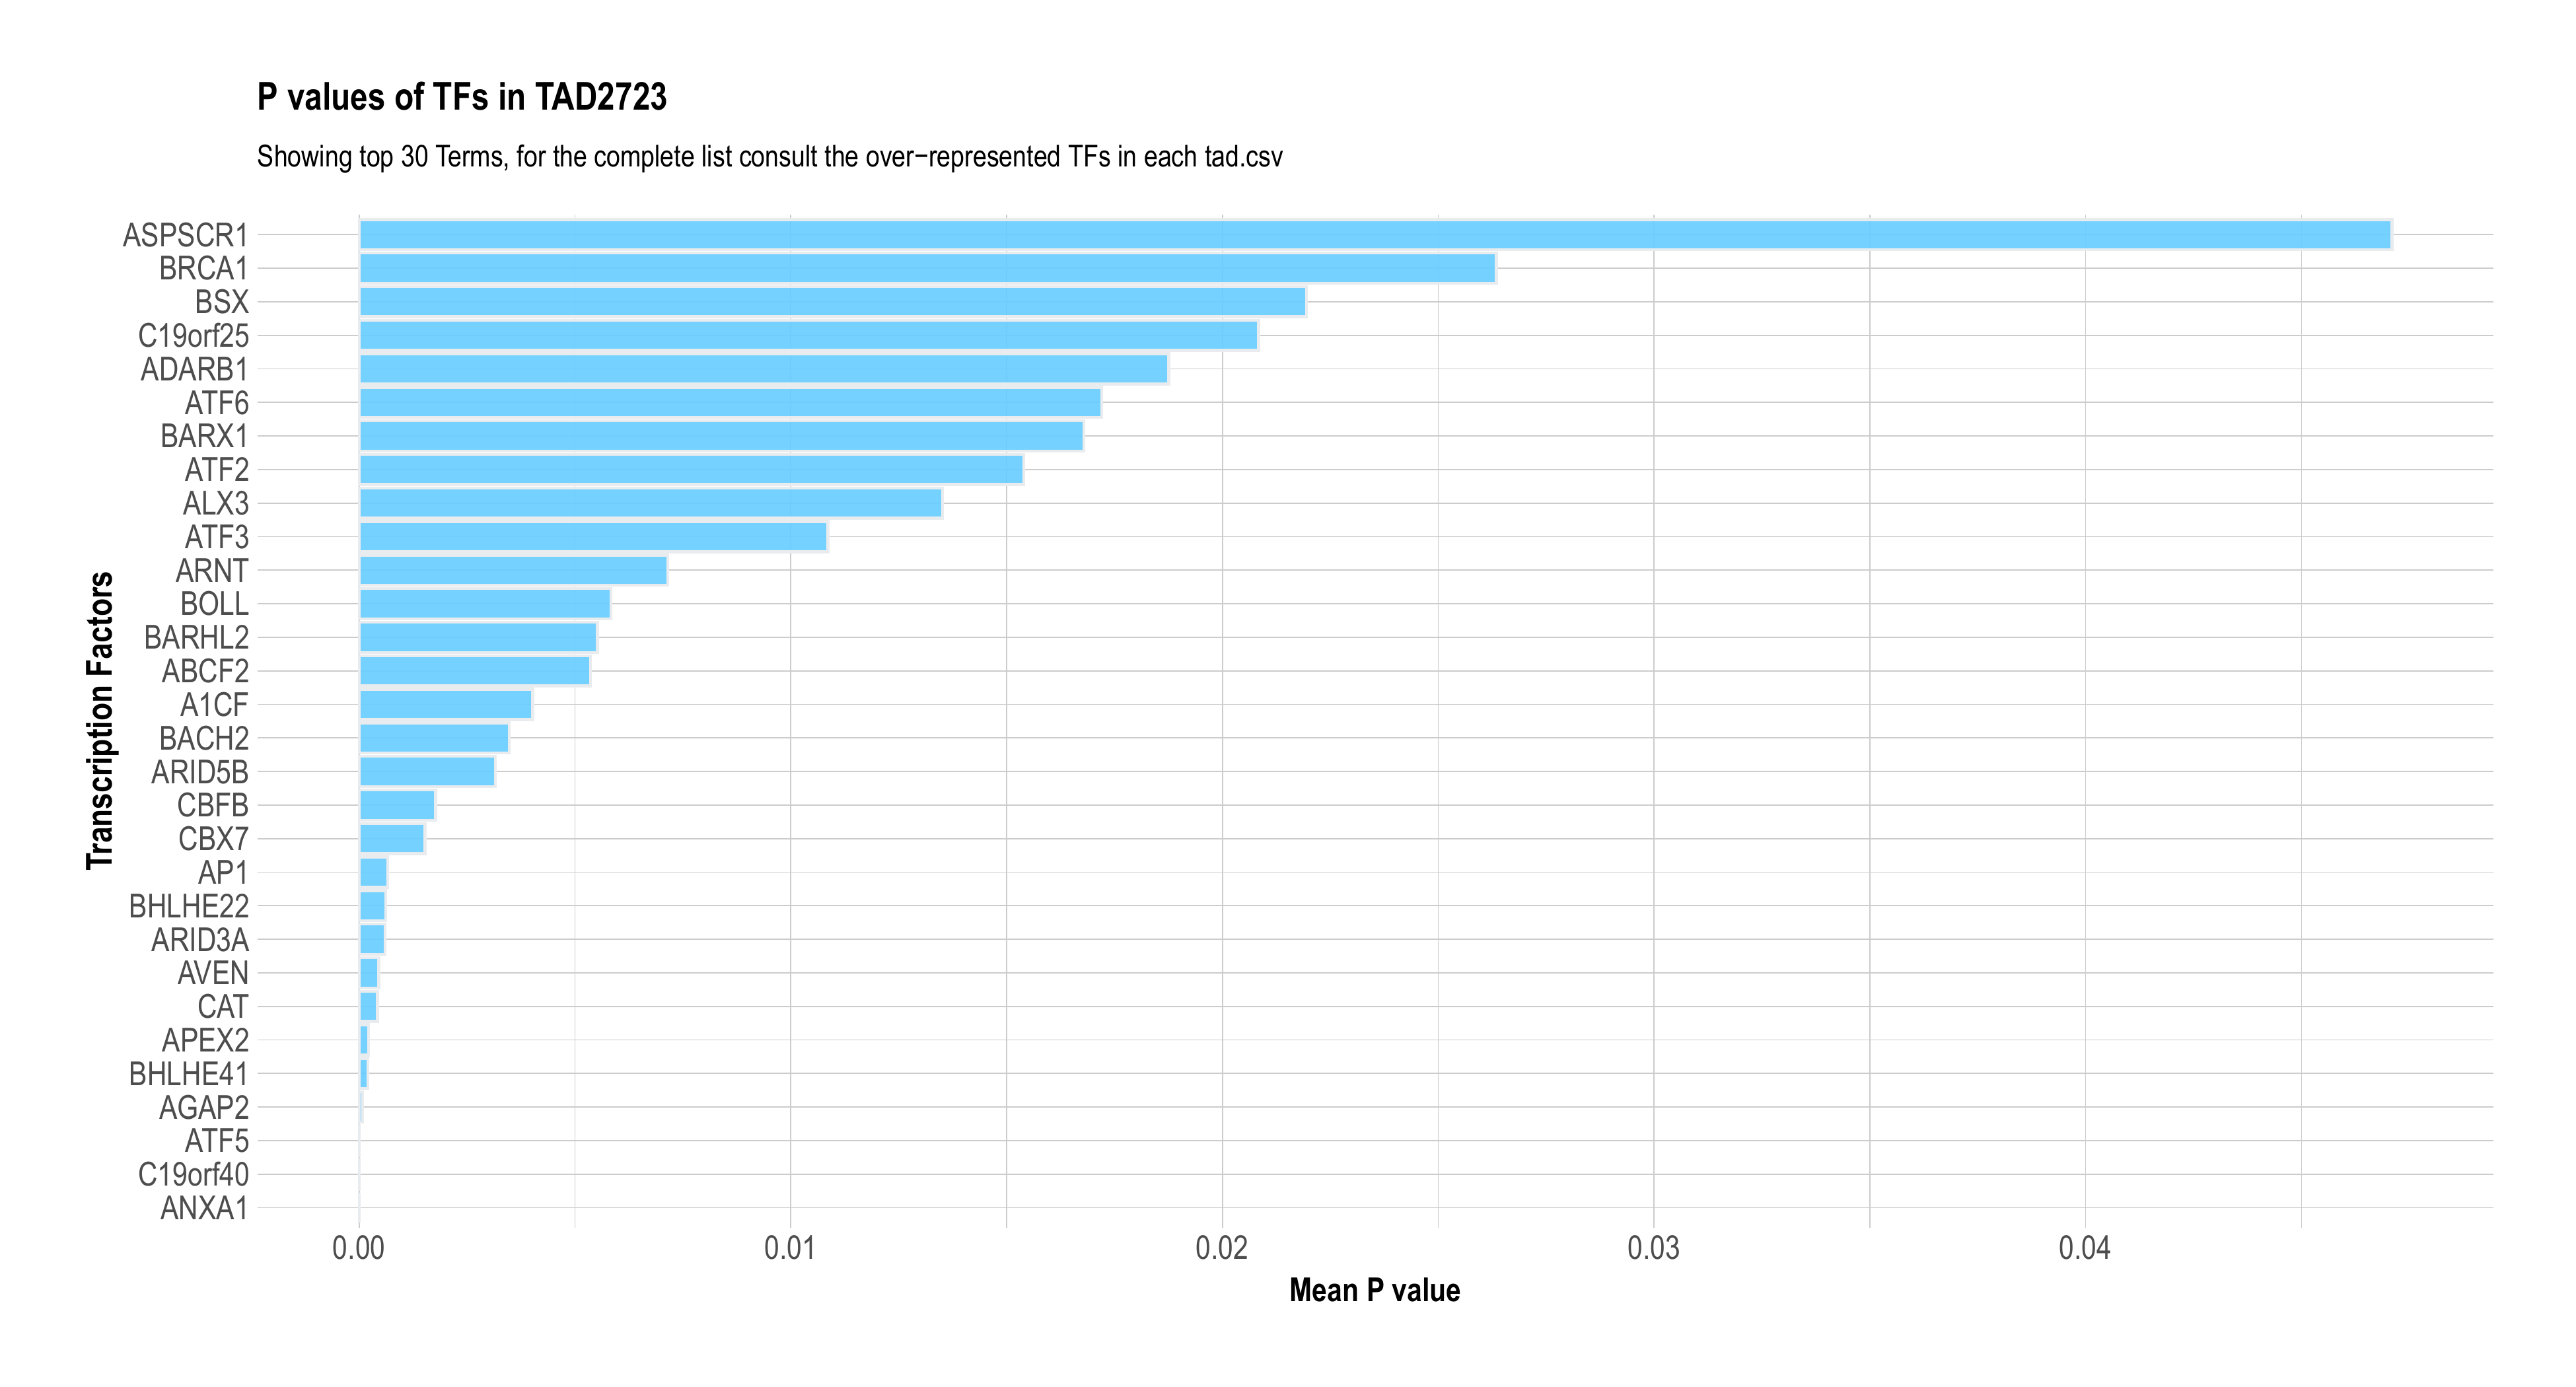 P values of TFs in TAD2723
Showing top 30 Terms, for the complete list consult the over−represented TFs in each tad.csv
Transcription Factors
ASPSCR1
BRCA1
BSX
C19orf25
ADARB1
ATF6
BARX1
ATF2
ALX3
ATF3
ARNT
BOLL
BARHL2
ABCF2
A1CF
BACH2
ARID5B
CBFB
CBX7
AP1
BHLHE22
ARID3A
AVEN
CAT
APEX2
BHLHE41
AGAP2
ATF5
C19orf40
ANXA1
0.00 0.01 0.02 0.03 0.04
Mean P value